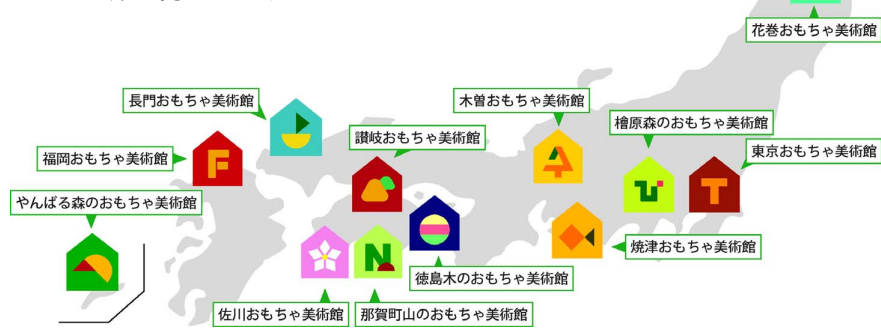 花巻おもちゃ美術館
長門おもちゃ美術館
木曽おもちゃ美術館
檜原森のおもちゃ美術館
讃岐おもちゃ美術館
東京おもちゃ美術館
福岡おもちゃ美術館
F
T
やんばる森のおもちゃ美術館
焼津おもちゃ美術館
N
徳島木のおもちゃ美術館
佐川おもちゃ美術館
那賀町山のおもちゃ美術館